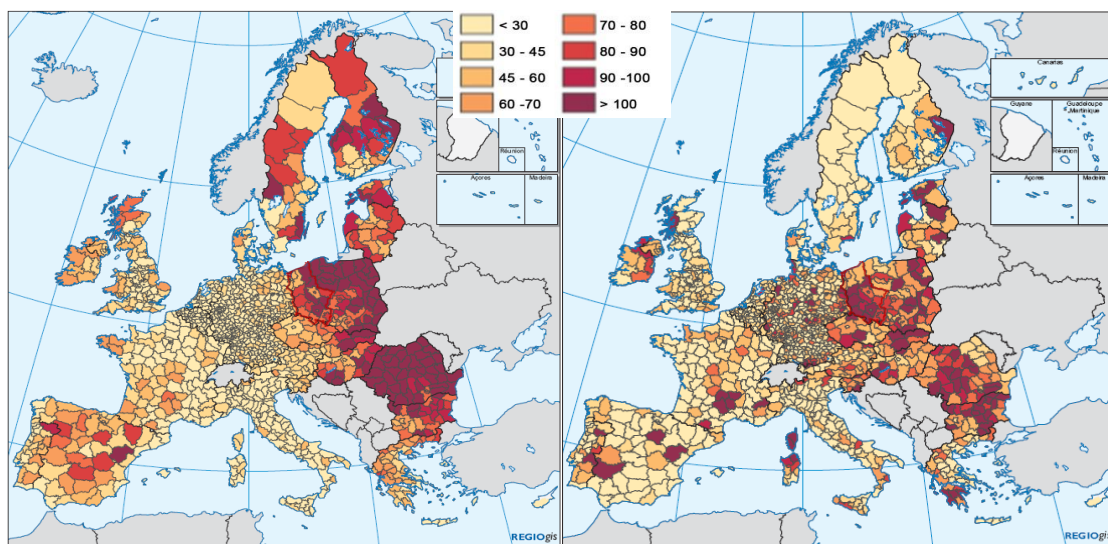 < 30
30 - 45
45 - 60
60 -70
70 - 80
80 - 90
90 -100
> 100
Réunion
Açores
Madeira
REGIOgis
Canarias
Guyane
Guadeloupe
Martinique
Réunion
Açores
Madeira
REGIOgis